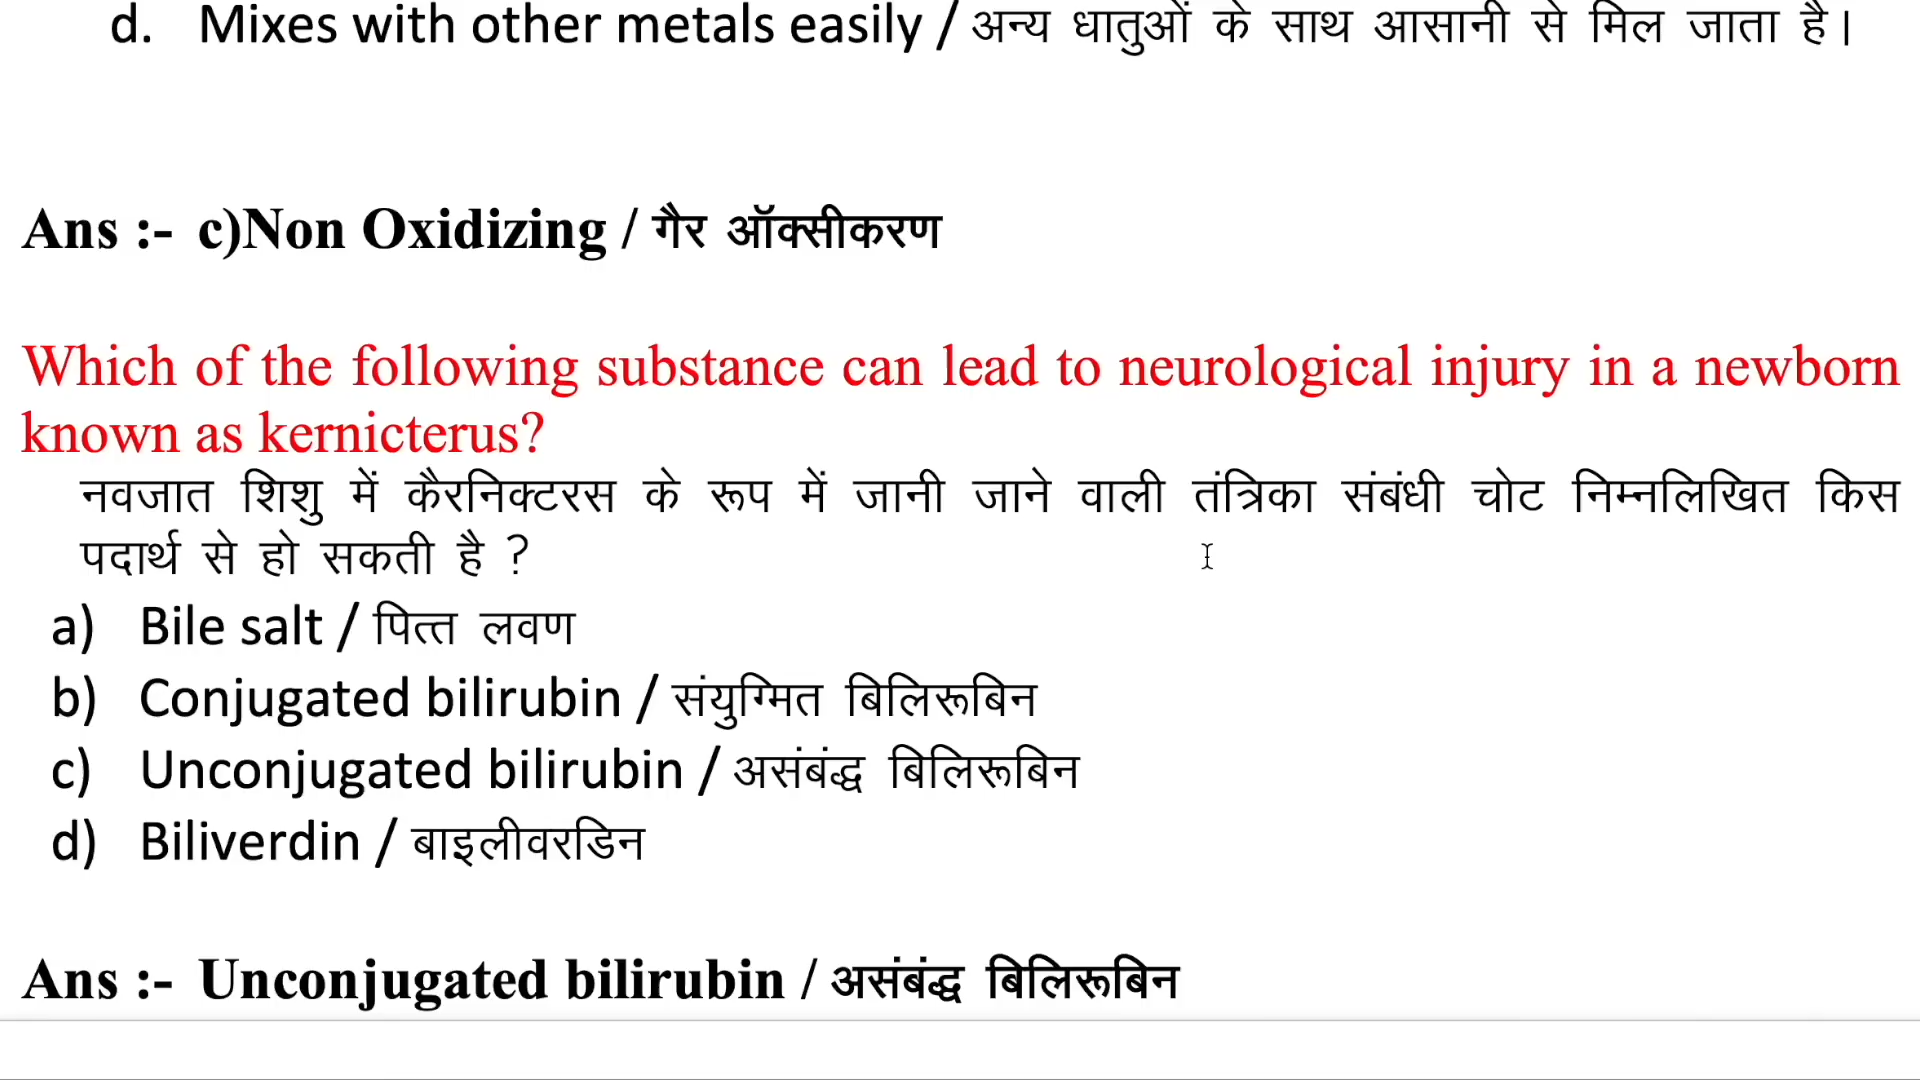 d. Mixes with other metals easily / अन्य धातुओं के साथ आसानी से मिल जाता है।
Ans :- c)Non Oxidizing / गैर ऑक्सीकरण
Which of the following substance can lead to neurological injury in a newborn
known as kernicterus?
नवजात शिशु में कैरनिक्टरस के रूप में जानी जाने वाली तंत्रिका संबंधी चोट निम्नलिखित किस
पदार्थ से हो सकती है ?
a) Bile salt / पित्त लवण
b) Conjugated bilirubin / संयुग्मित बिलिरूबिन
c) Unconjugated bilirubin / असंबंद्ध बिलिरूबिन
d) Biliverdin / बाइलीवरडिन
Ans :- Unconjugated bilirubin / असंबंद्ध बिलिरूबिन